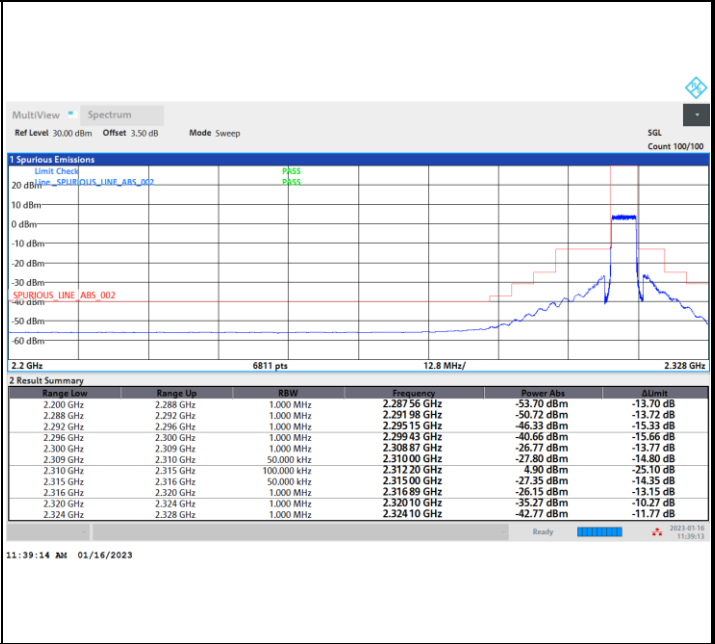 MultiView Spectrum
Ref Level 30.00 dBm Offset 3.50 dB Mode Sweep SGL
Count 100/100
1 Spurious Emissions
Limit Check PASS
Line _SPURIOUS_LINE_ABS_002 PASS
20 dBm
10 dBm
0 dBm
-10 dBm
-20 dBm
-30 dBm
SPURIOUS_LINE_ABS_002
-40 dBm
-50 dBm
-60 dBm
2.2 GHz 6811 pts 12.8 MHz/ 2.328 GHz
2 Result Summary
Range Low Range Up RBW Frequency Power Abs ΔLimit
2.200 GHz 2.288 GHz 1.000 MHz 2.287 56 GHz -53.70 dBm -13.70 dB
2.288 GHz 2.292 GHz 1.000 MHz 2.291 98 GHz -50.72 dBm -13.72 dB
2.292 GHz 2.296 GHz 1.000 MHz 2.295 15 GHz -46.33 dBm -15.33 dB
2.296 GHz 2.300 GHz 1.000 MHz 2.299 43 GHz -40.66 dBm -15.66 dB
2.300 GHz 2.309 GHz 1.000 MHz 2.308 87 GHz -26.77 dBm -13.77 dB
2.309 GHz 2.310 GHz 50.000 kHz 2.310 00 GHz -27.80 dBm -14.80 dB
2.310 GHz 2.315 GHz 100.000 kHz 2.312 20 GHz 4.90 dBm -25.10 dB
2.315 GHz 2.316 GHz 50.000 kHz 2.315 00 GHz -27.35 dBm -14.35 dB
2.316 GHz 2.320 GHz 1.000 MHz 2.316 89 GHz -26.15 dBm -13.15 dB
2.320 GHz 2.324 GHz 1.000 MHz 2.320 10 GHz -35.27 dBm -10.27 dB
2.324 GHz 2.328 GHz 1.000 MHz 2.324 10 GHz -42.77 dBm -11.77 dB
Ready 2023-01-16
11:39:13
11:39:14 AM 01/16/2023